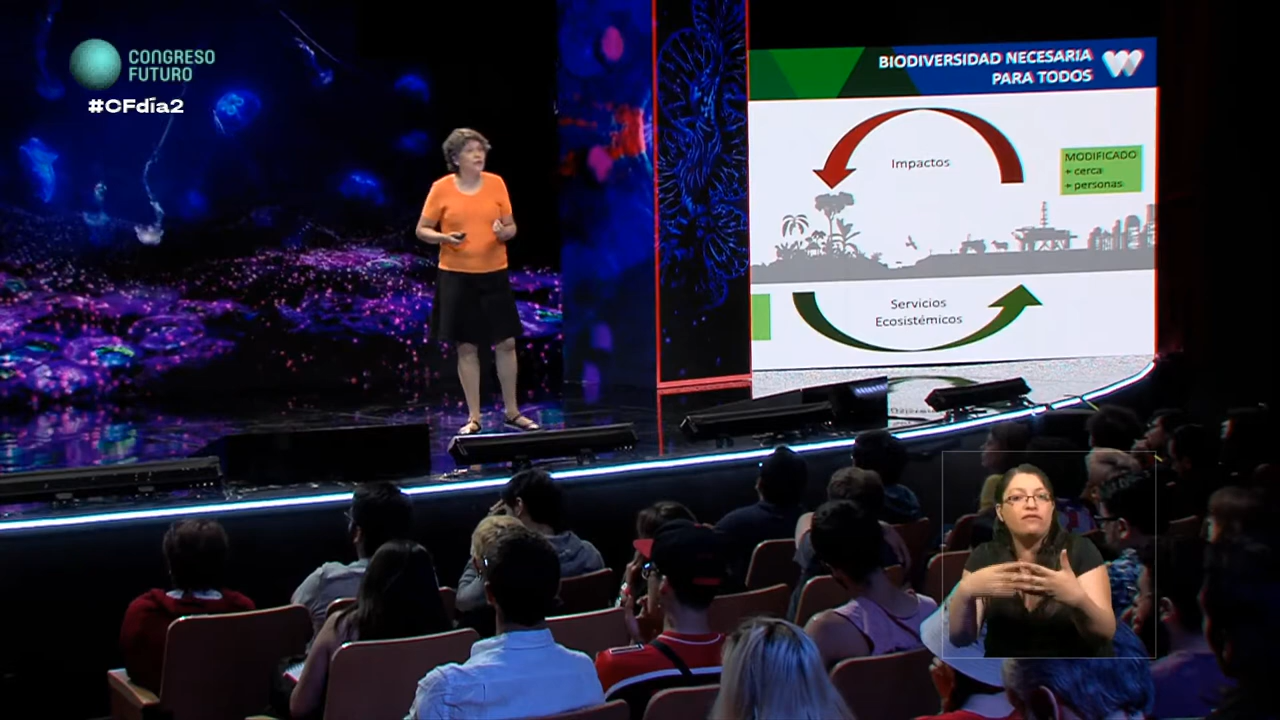 CONGRESO
FUTURO
#CFdía2
BIODIVERSIDAD NECESARIA
PARA TODOS
Impactos
MODIFICADO
+ cerca
+ personas
Servicios
Ecosistémicos